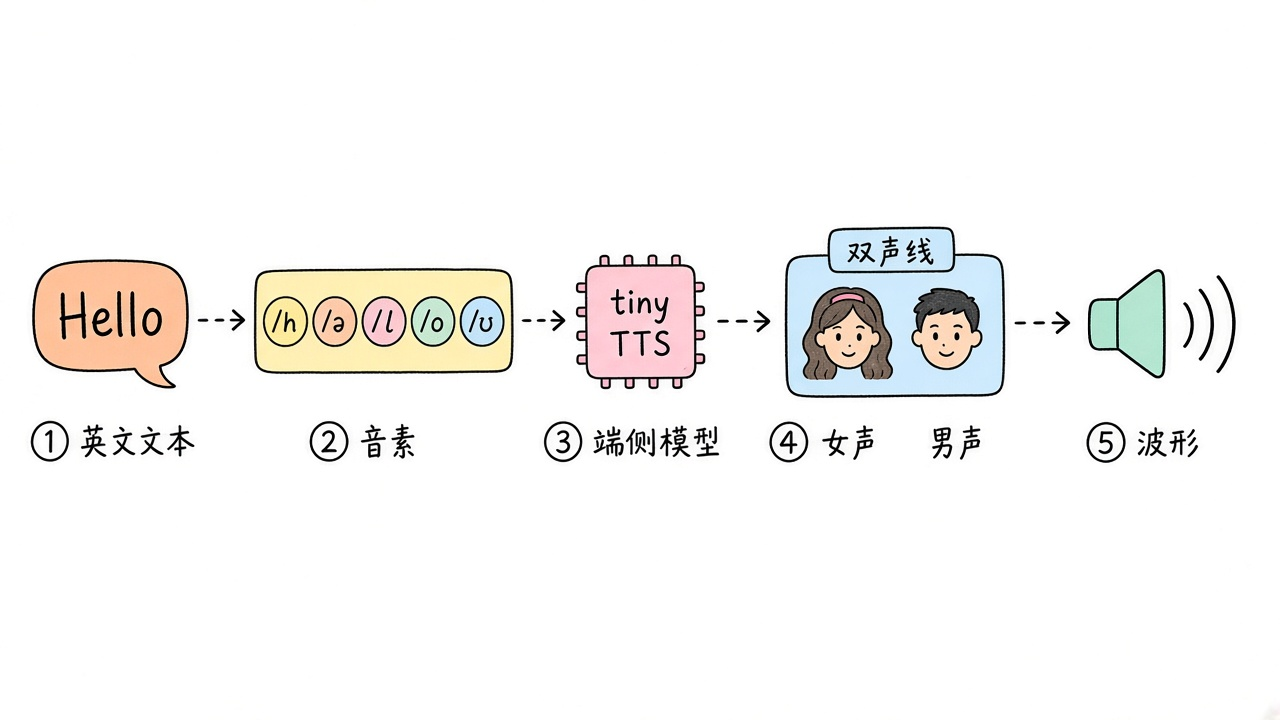 Hello
/h /ə /l /o /ʊ
tiny
TTS
双声线
① 英文文本
② 音素
③ 端侧模型
④ 女声 男声
⑤ 波形